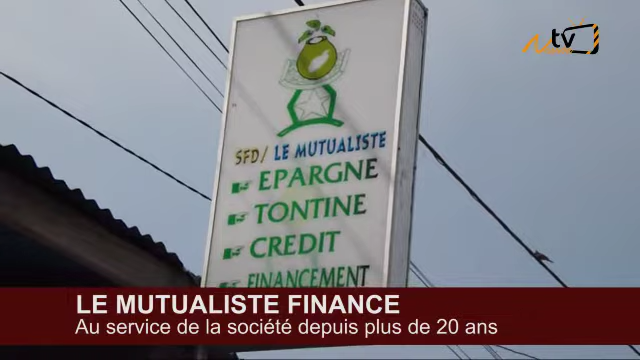 tv
SFD/ LE MUTUALISTE
EPARGNE
TONTINE
CREDIT
FINANCEMENT
LE MUTUALISTE FINANCE
Au service de la société depuis plus de 20 ans